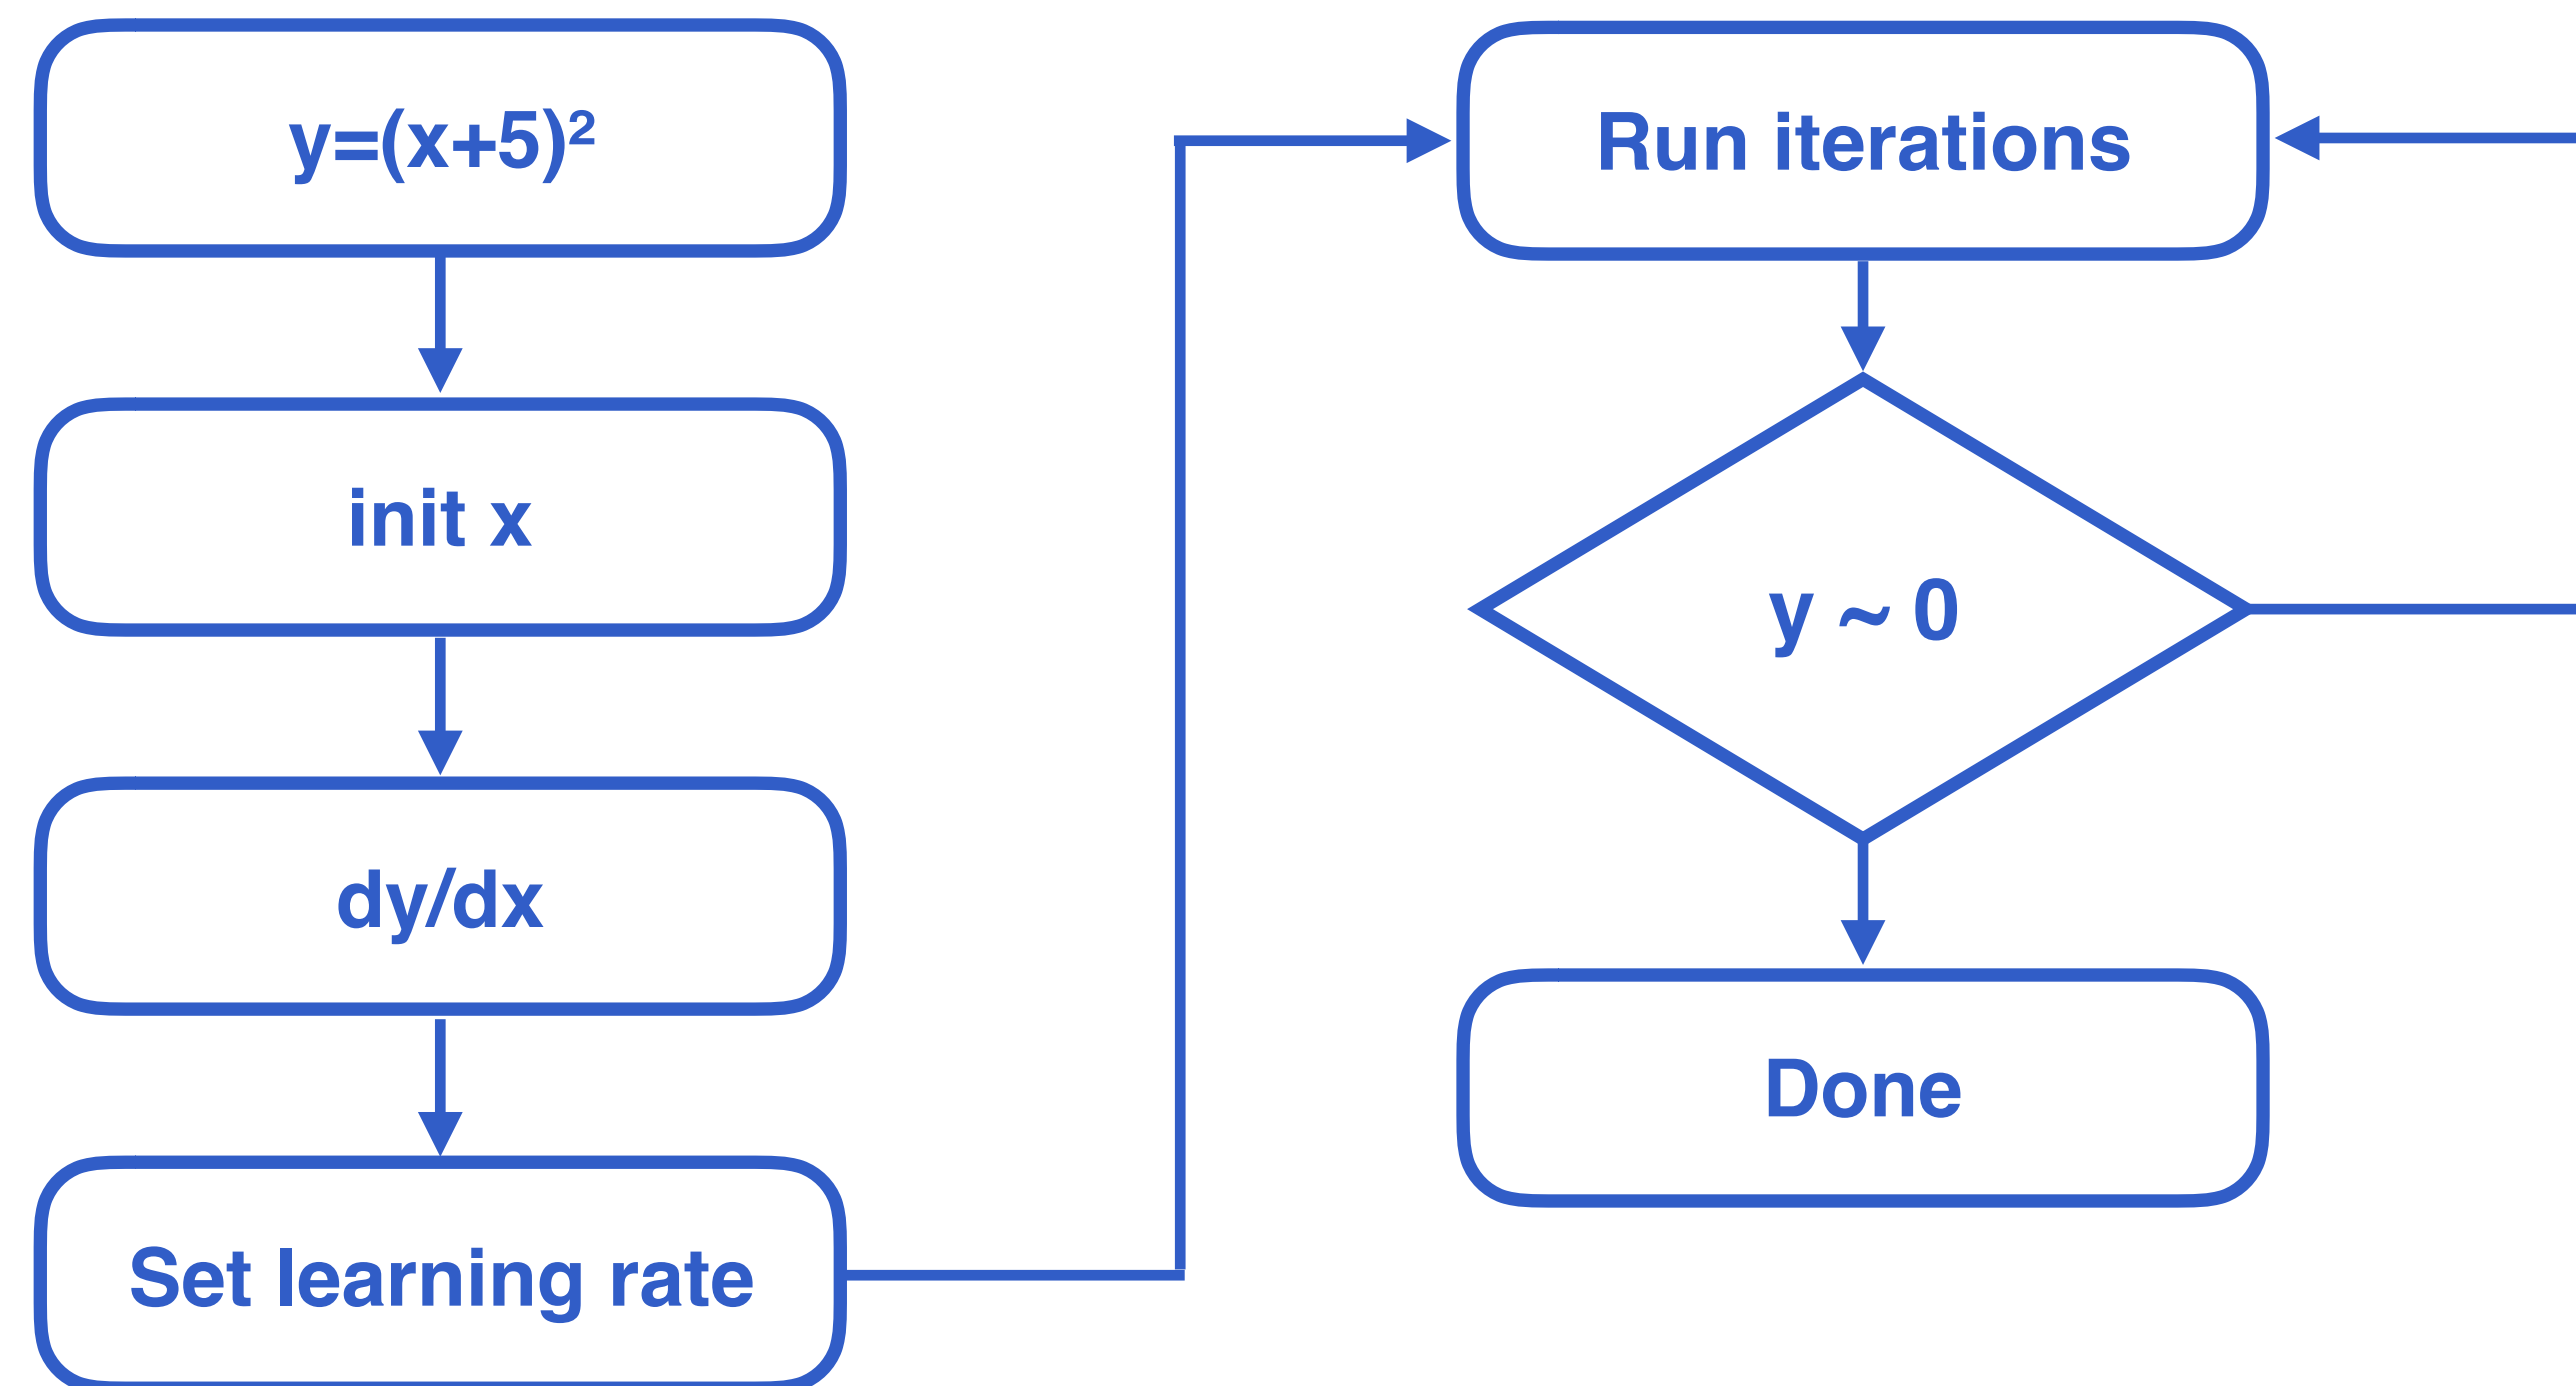 y=(x+5)²
init x
dy/dx
Set learning rate
Run iterations
y ~ 0
Done